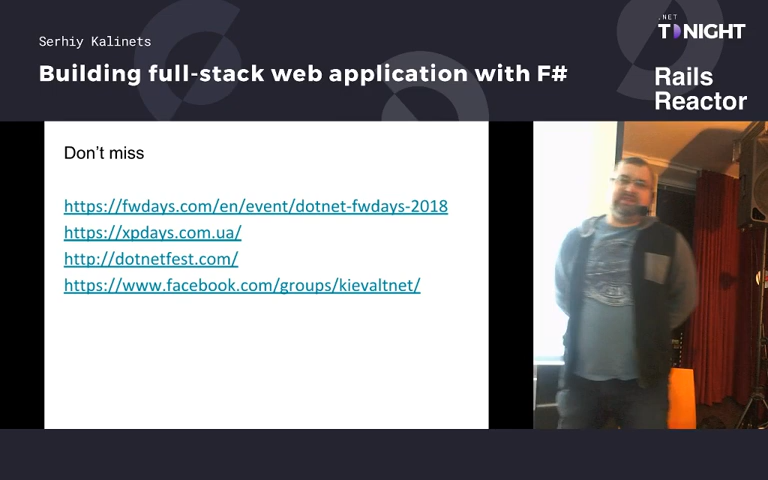 Serhiy Kalinets
Building full-stack web application with F#
.NET
TONIGHT
Rails
Reactor
Don't miss
https://fwdays.com/en/event/dotnet-fwdays-2018
https://xpdays.com.ua/
http://dotnetfest.com/
https://www.facebook.com/groups/kievaltnet/